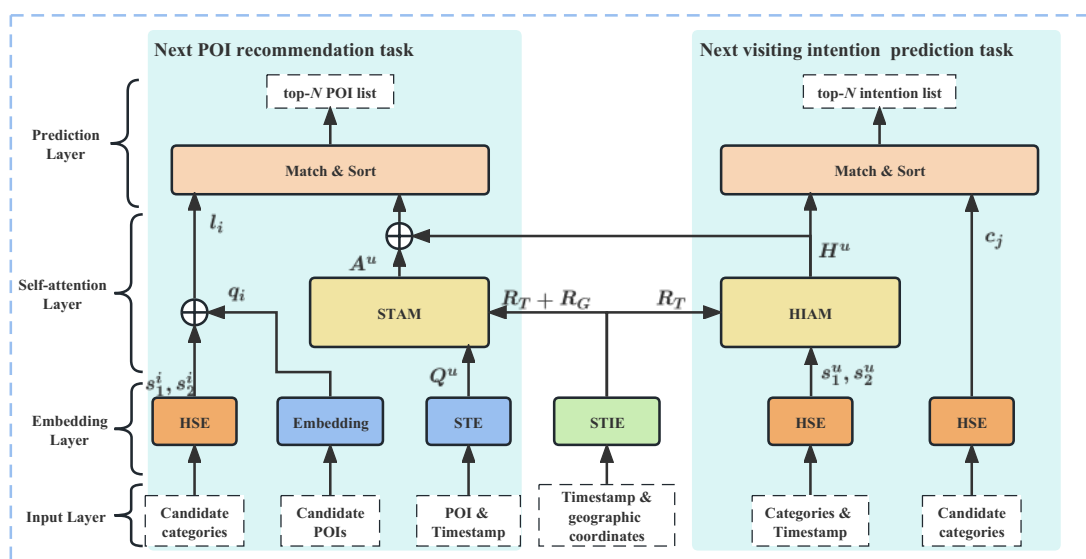 Next POI recommendation task
Next visiting intention prediction task
top-N POI list
top-N intention list
Prediction
Layer
Match & Sort
Match & Sort
l_i
c_j
A^u
H^u
Self-attention
Layer
q_i
R_T + R_G
R_T
STAM
HIAM
Q^u
s_1^i, s_2^i
s_1^u, s_2^u
Embedding
Layer
HSE
Embedding
STE
STIE
HSE
HSE
Input Layer
Candidate
categories
Candidate
POIs
POI &
Timestamp
Timestamp &
geographic
coordinates
Categories &
Timestamp
Candidate
categories